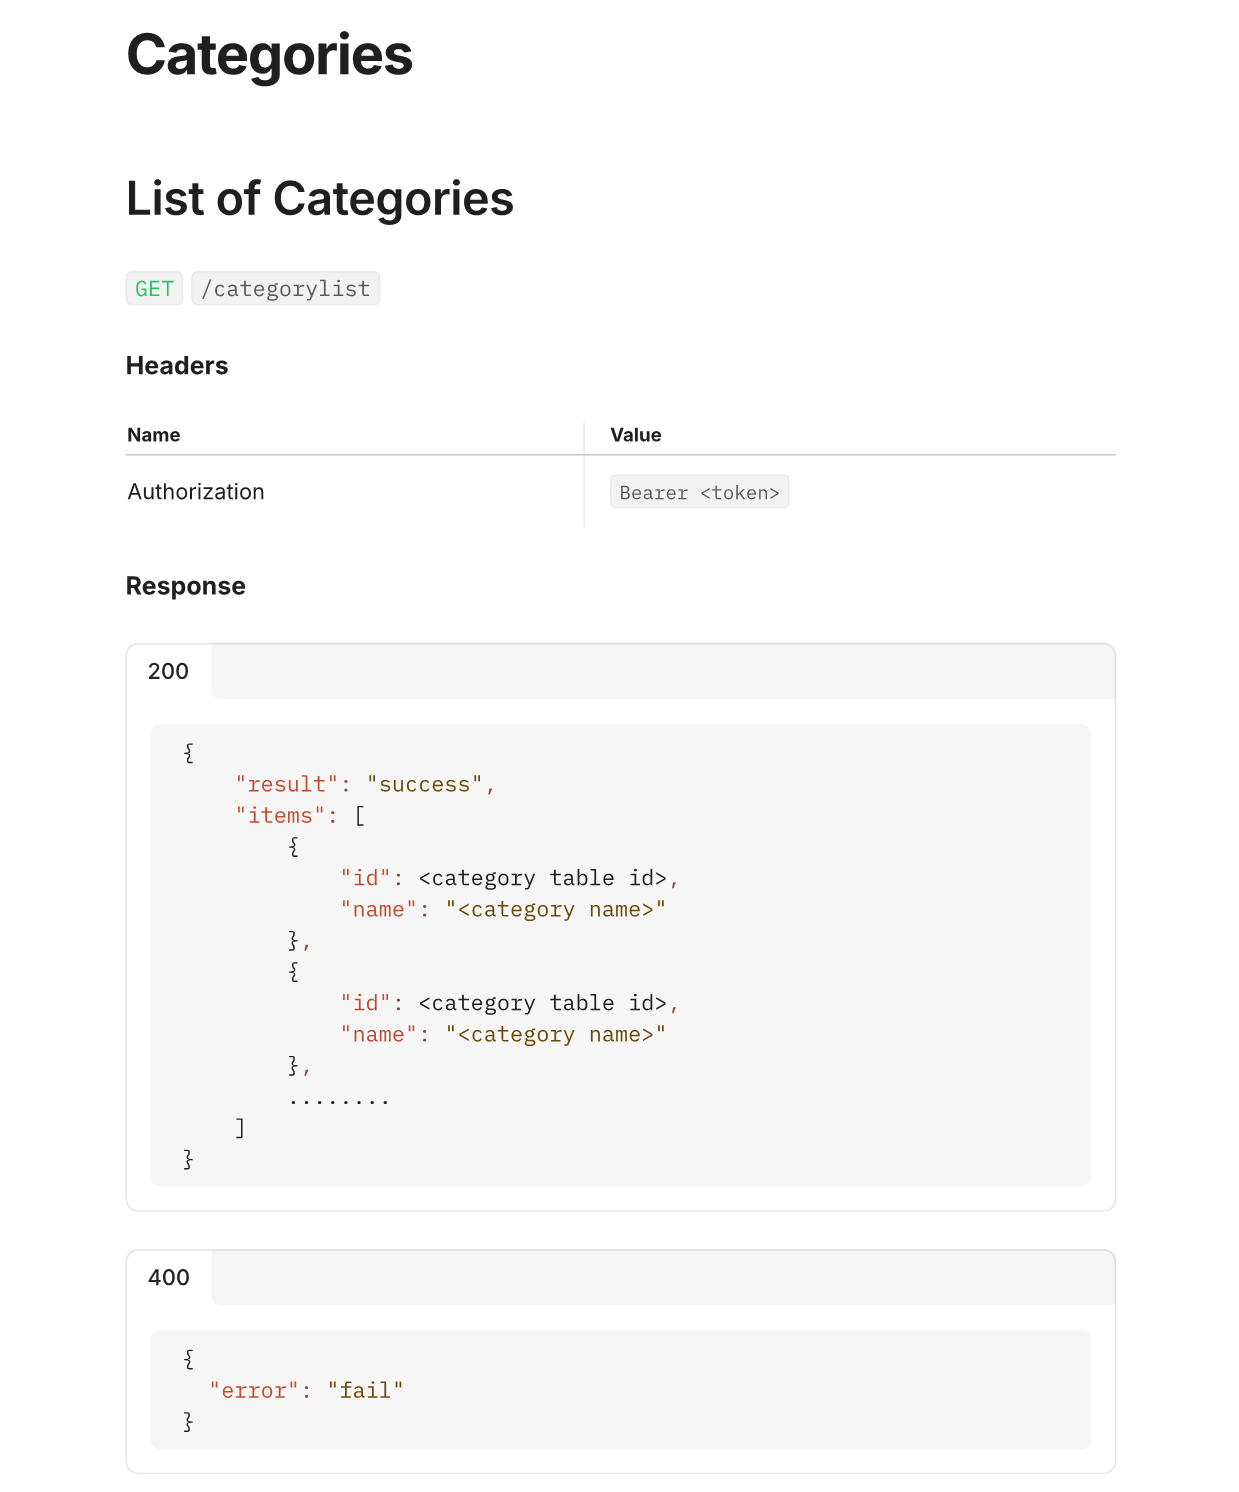 Categories
List of Categories
GET /categorylist
Headers
Name Value
Authorization Bearer <token>
Response
200
{
    "result": "success",
    "items": [
        {
            "id": <category table id>,
            "name": "<category name>"
        },
        {
            "id": <category table id>,
            "name": "<category name>"
        },
        ........
    ]
}
400
{
  "error": "fail"
}